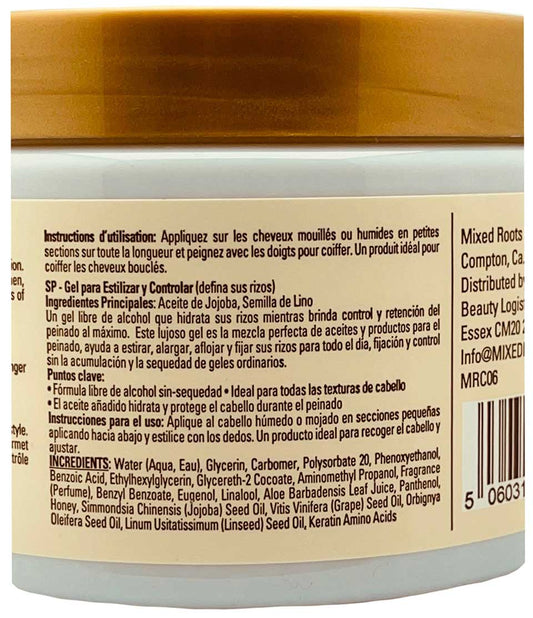 Instructions d'utilisation: Appliquez sur les cheveux mouillés ou humides en petites
sections sur toute la longueur et peignez avec les doigts pour coiffer. Un produit idéal pour
coiffer les cheveux bouclés.
SP - Gel para Estilizar y Controlar (defina sus rizos)
Ingredientes Principales: Aceite de Jojoba, Semilla de Lino
Un gel libre de alcohol que hidrata sus rizos mientras brinda control y retención del
peinado al máximo. Este lujoso gel es la mezcla perfecta de aceites y productos para el
peinado, ayuda a estirar, alargar, aflojar y fijar sus rizos para todo el día, fijación y control
sin la acumulación y la sequedad de geles ordinarios.
Puntos clave:
• Fórmula libre de alcohol sin-sequedad • Ideal para todas las texturas de cabello
• El aceite añadido hidrata y protege el cabello durante el peinado
Instrucciones para el uso: Aplique al cabello húmedo o mojado en secciones pequeñas
aplicando hacia abajo y estilice con los dedos. Un producto ideal para recoger el cabello y
ajustar.
INGREDIENTS: Water (Aqua, Eau), Glycerin, Carbomer, Polysorbate 20, Phenoxyethanol,
Benzoic Acid, Ethylhexylglycerin, Glycereth-2 Cocoate, Aminomethyl Propanol, Fragrance
(Perfume), Benzyl Benzoate, Eugenol, Linalool, Aloe Barbadensis Leaf Juice, Panthenol,
Honey, Simmondsia Chinensis (Jojoba) Seed Oil, Vitis Vinifera (Grape) Seed Oil, Orbignya
Oleifera Seed Oil, Linum Usitatissimum (Linseed) Seed Oil, Keratin Amino Acids
Mixed Roots
Compton, Ca.
Distributed by
Beauty Logist
Essex CM20 2
Info@MIXED
MRC06
5 06031